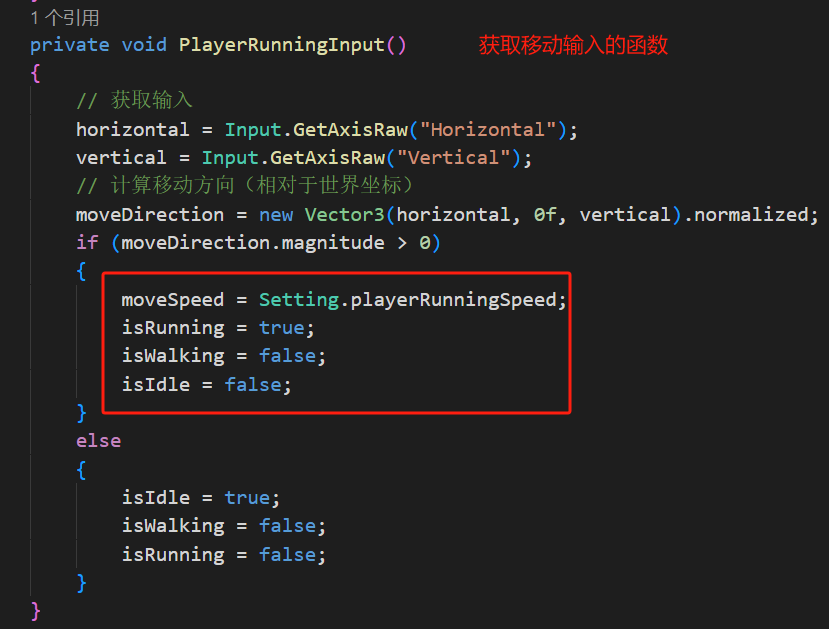 1 个引用
private void PlayerRunningInput() 获取移动输入的函数
{
// 获取输入
horizontal = Input.GetAxisRaw("Horizontal");
vertical = Input.GetAxisRaw("Vertical");
// 计算移动方向（相对于世界坐标）
moveDirection = new Vector3(horizontal, 0f, vertical).normalized;
if (moveDirection.magnitude > 0)
{
moveSpeed = Setting.playerRunningSpeed;
isRunning = true;
isWalking = false;
isIdle = false;
}
else
{
isIdle = true;
isWalking = false;
isRunning = false;
}
}